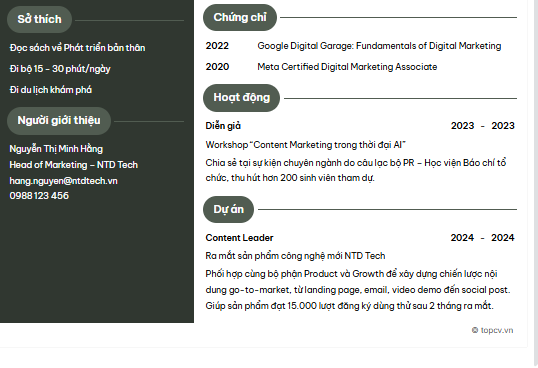 Sở thích
Đọc sách về Phát triển bản thân
Đi bộ 15 – 30 phút/ngày
Đi du lịch khám phá
Người giới thiệu
Nguyễn Thị Minh Hằng
Head of Marketing – NTD Tech
hang.nguyen@ntdtech.vn
0988 123 456
Chứng chỉ
2022 Google Digital Garage: Fundamentals of Digital Marketing
2020 Meta Certified Digital Marketing Associate
Hoạt động
Diễn giả 2023 - 2023
Workshop “Content Marketing trong thời đại AI”
Chia sẻ tại sự kiện chuyên ngành do câu lạc bộ PR – Học viện Báo chí tổ
chức, thu hút hơn 200 sinh viên tham dự.
Dự án
Content Leader 2024 - 2024
Ra mắt sản phẩm công nghệ mới NTD Tech
Phối hợp cùng bộ phận Product và Growth để xây dựng chiến lược nội
dung go-to-market, từ landing page, email, video demo đến social post.
Giúp sản phẩm đạt 15.000 lượt đăng ký dùng thử sau 2 tháng ra mắt.
© topcv.vn